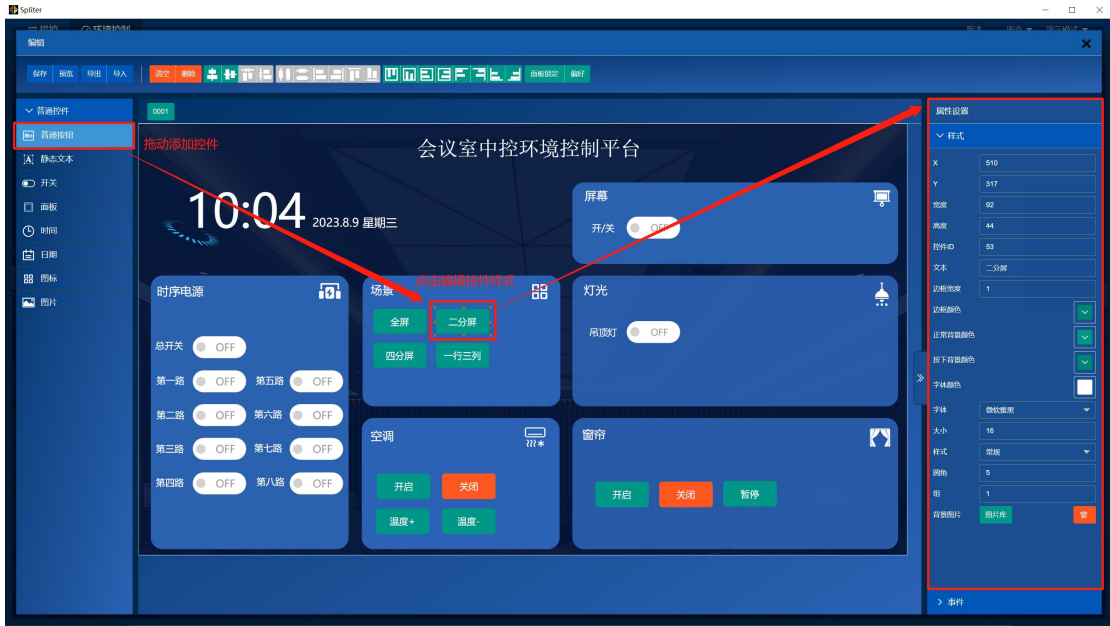 Spliter
环境控制
编辑
保存 预览 导出 导入 清空 删除 面板锁定 偏好
普通控件
普通按钮
静态文本
开关
面板
时间
日期
图标
图片
0001
拖动添加控件
会议室中控环境控制平台
10:04 2023.8.9 星期三
屏幕
开/关 OFF
时序电源
总开关 OFF
第一路 OFF 第五路 OFF
第二路 OFF 第六路 OFF
第三路 OFF 第七路 OFF
第四路 OFF 第八路 OFF
场景
点击编辑控件样式
全屏 二分屏
四分屏 一行三列
灯光
吊顶灯 OFF
空调
开启 关闭
温度+ 温度-
窗帘
开启 关闭 暂停
属性设置
样式
X 510
Y 317
宽度 92
高度 44
控件ID 53
文本 二分屏
边框宽度 1
边框颜色
正常背景颜色
按下背景颜色
字体颜色
字体 微软雅黑
大小 16
样式 常规
圆角 5
组 1
背景图片 图片库
事件